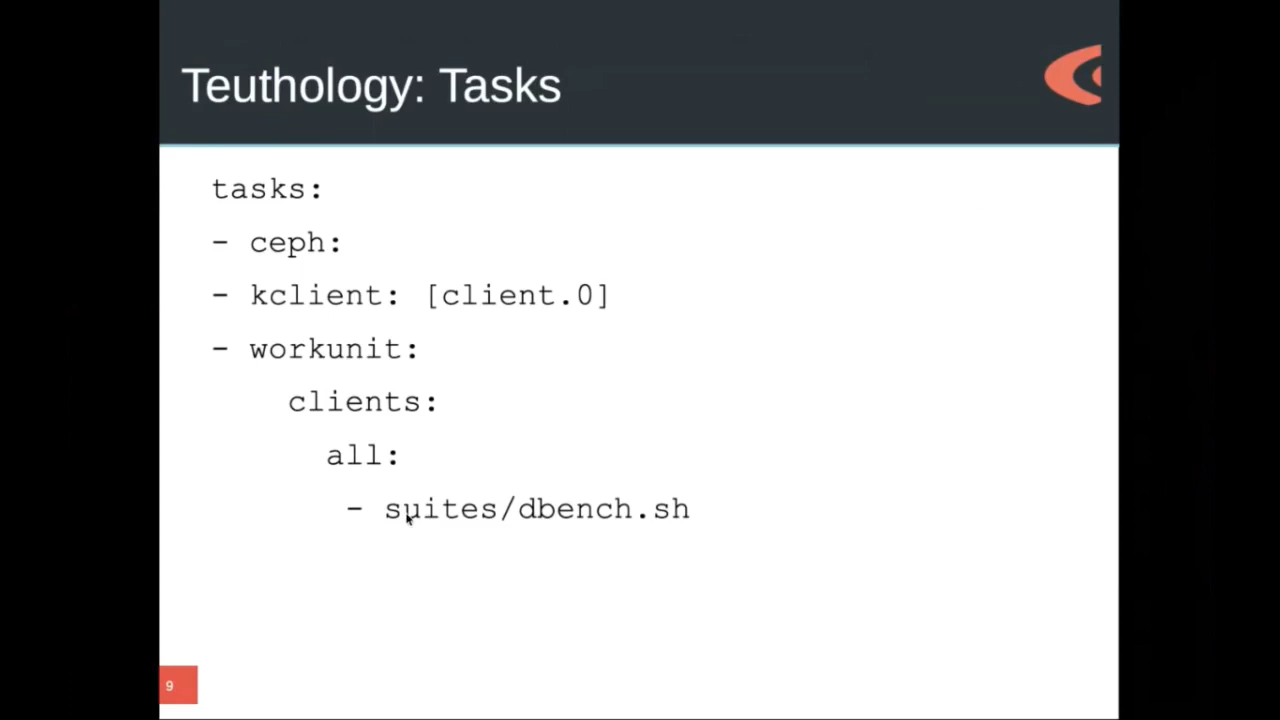 Teuthology: Tasks
tasks:
- ceph:
- kclient: [client.0]
- workunit:
clients:
all:
- suites/dbench.sh
9